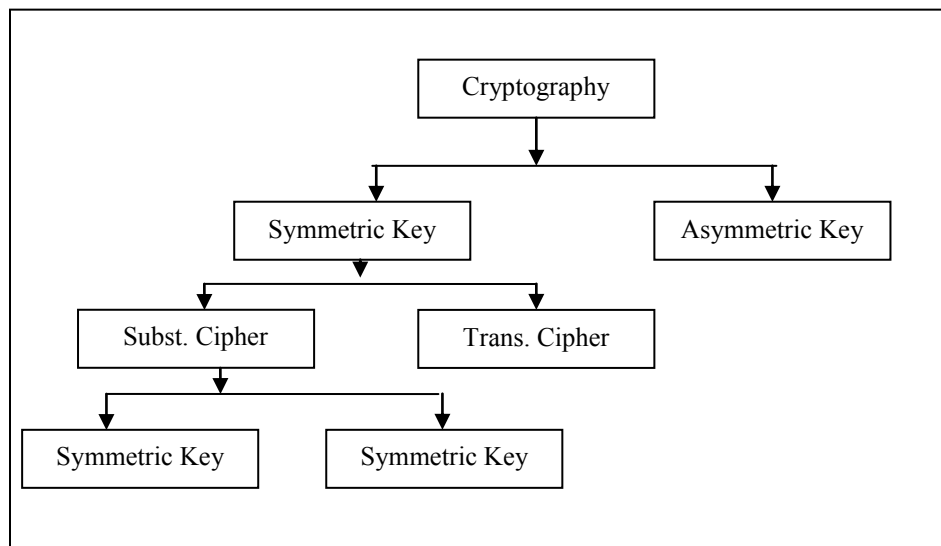 Cryptography
Symmetric Key
Asymmetric Key
Subst. Cipher
Trans. Cipher
Symmetric Key
Symmetric Key